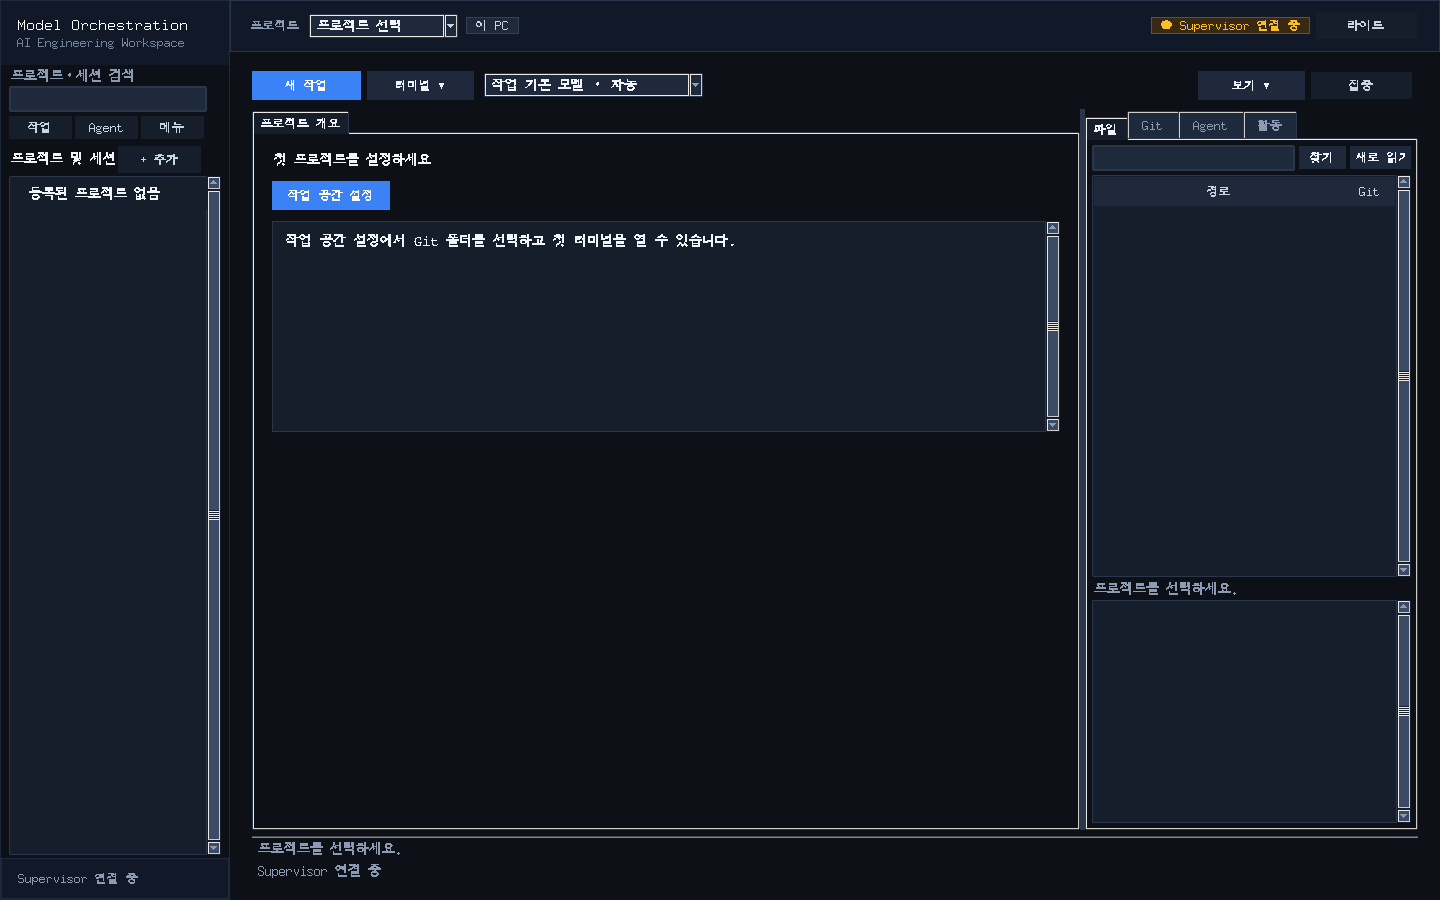 Model Orchestration
AI Engineering Workspace
프로젝트·세션 검색
작업
Agent
메뉴
프로젝트 및 세션
+ 추가
등록된 프로젝트 없음
Supervisor 연결 중
프로젝트
프로젝트 선택
이 PC
Supervisor 연결 중
라이트
새 작업
터미널 ▾
작업 기본 모델 · 자동
보기 ▾
집중
프로젝트 개요
첫 프로젝트를 설정하세요
작업 공간 설정
작업 공간 설정에서 Git 폴더를 선택하고 첫 터미널을 열 수 있습니다.
파일
Git
Agent
활동
찾기
새로 읽기
경로
Git
프로젝트를 선택하세요.
프로젝트를 선택하세요.
Supervisor 연결 중